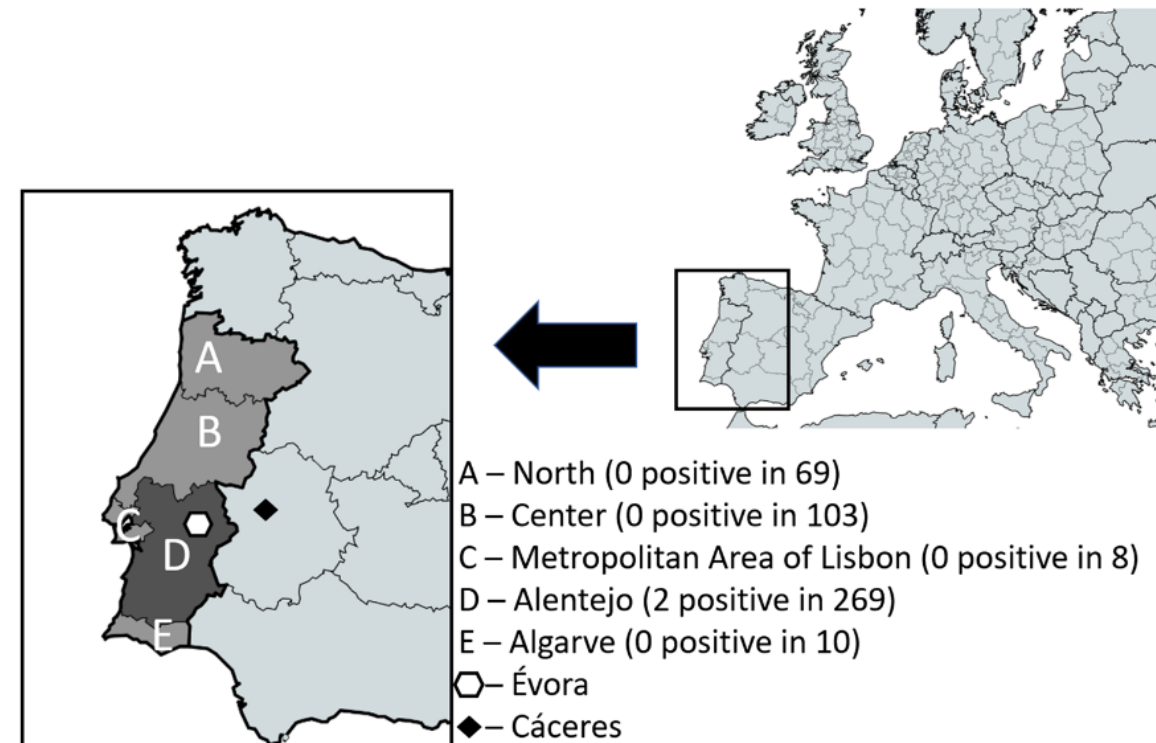 A
B
C
D
E
A – North (0 positive in 69)
B – Center (0 positive in 103)
C – Metropolitan Area of Lisbon (0 positive in 8)
D – Alentejo (2 positive in 269)
E – Algarve (0 positive in 10)
– Évora
– Cáceres